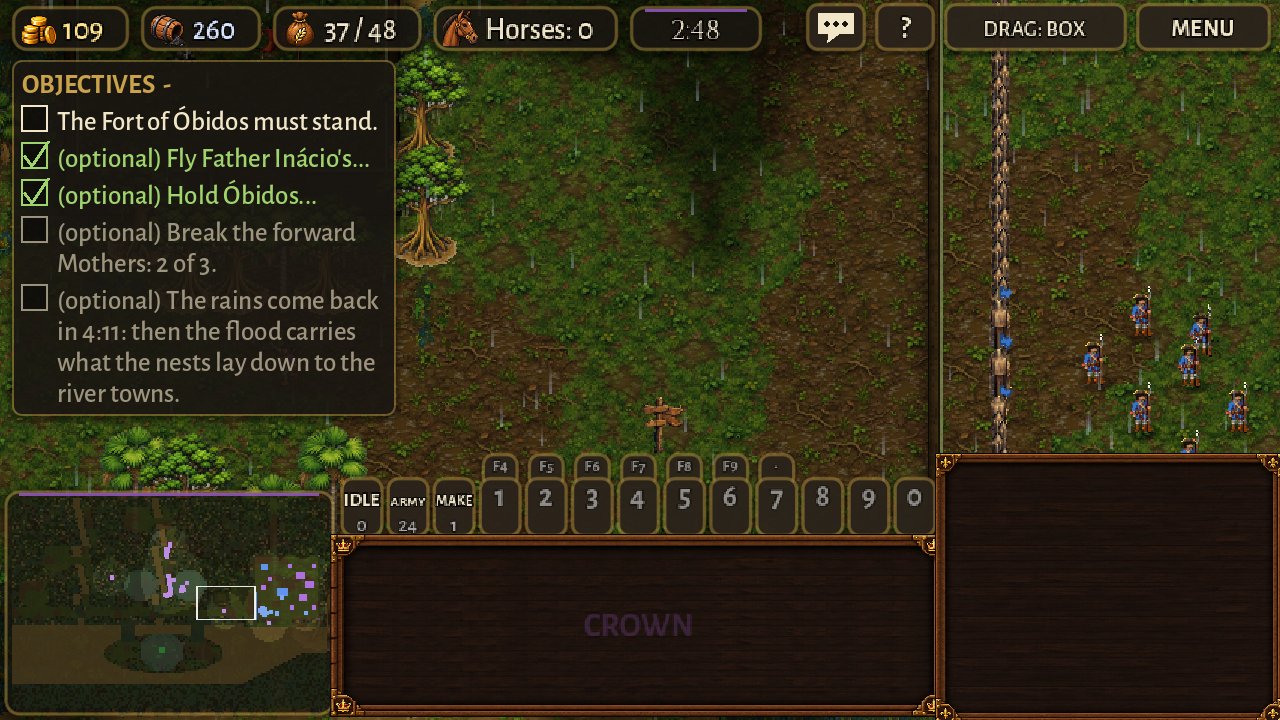 109
260
37 / 48
Horses: 0
2:48
?
DRAG: BOX
MENU
OBJECTIVES -
The Fort of Óbidos must stand.
(optional) Fly Father Inácio's...
(optional) Hold Óbidos...
(optional) Break the forward
Mothers: 2 of 3.
(optional) The rains come back
in 4:11: then the flood carries
what the nests lay down to the
river towns.
F4 F5 F6 F7 F8 F9 ·
IDLE ARMY MAKE 1 2 3 4 5 6 7 8 9 0
0 24 1
CROWN